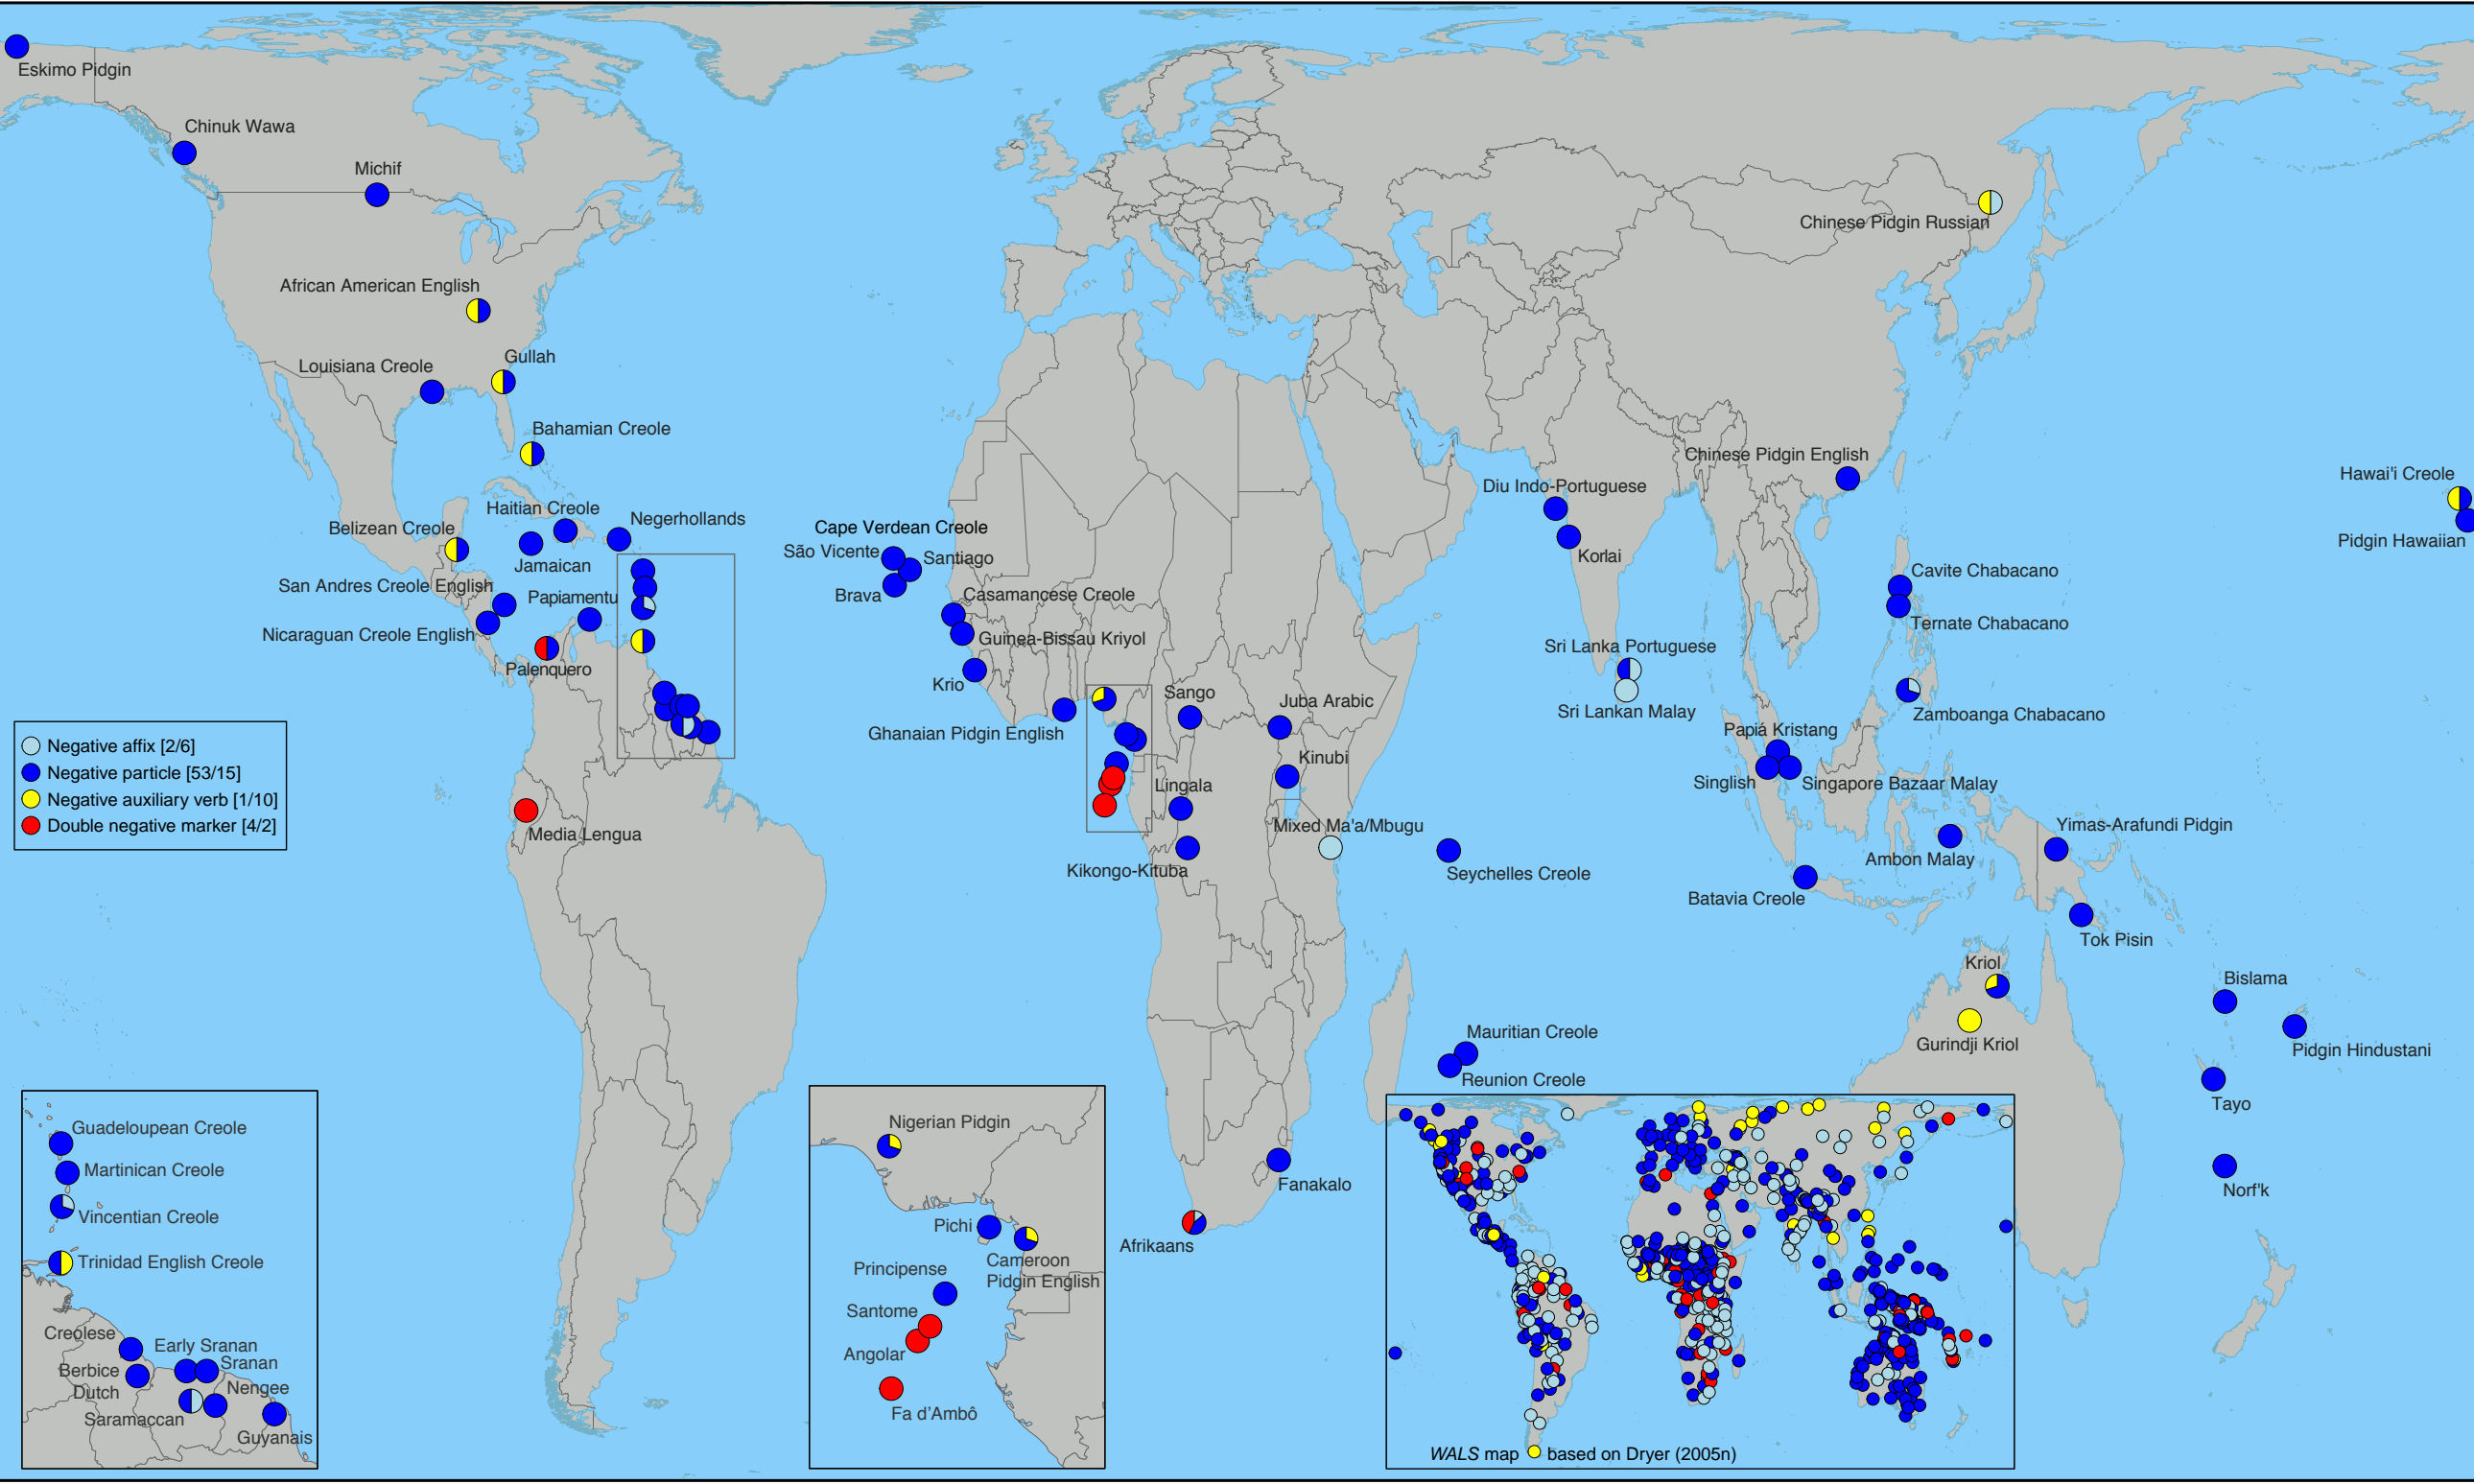 Eskimo Pidgin
Chinuk Wawa
Michif
African American English
Gullah
Louisiana Creole
Bahamian Creole
Haitian Creole
Negerhollands
Belizean Creole
Jamaican
San Andres Creole English
Papiamentu
Nicaraguan Creole English
Palenquero
Media Lengua
Negative affix [2/6]
Negative particle [53/15]
Negative auxiliary verb [1/10]
Double negative marker [4/2]
Cape Verdean Creole
São Vicente
Santiago
Brava
Casamancese Creole
Guinea-Bissau Kriyol
Krio
Ghanaian Pidgin English
Sango
Juba Arabic
Kinubi
Lingala
Mixed Ma'a/Mbugu
Kikongo-Kituba
Seychelles Creole
Mauritian Creole
Reunion Creole
Fanakalo
Afrikaans
Chinese Pidgin Russian
Chinese Pidgin English
Diu Indo-Portuguese
Korlai
Sri Lanka Portuguese
Sri Lankan Malay
Cavite Chabacano
Ternate Chabacano
Zamboanga Chabacano
Papiá Kristang
Singlish
Singapore Bazaar Malay
Ambon Malay
Batavia Creole
Yimas-Arafundi Pidgin
Tok Pisin
Kriol
Gurindji Kriol
Hawai'i Creole
Pidgin Hawaiian
Bislama
Pidgin Hindustani
Tayo
Norf'k
Guadeloupean Creole
Martinican Creole
Vincentian Creole
Trinidad English Creole
Creolese
Early Sranan
Sranan
Berbice
Dutch
Nengee
Saramaccan
Guyanais
Nigerian Pidgin
Pichi
Cameroon
Pidgin English
Principense
Santome
Angolar
Fa d'Ambô
WALS map based on Dryer (2005n)